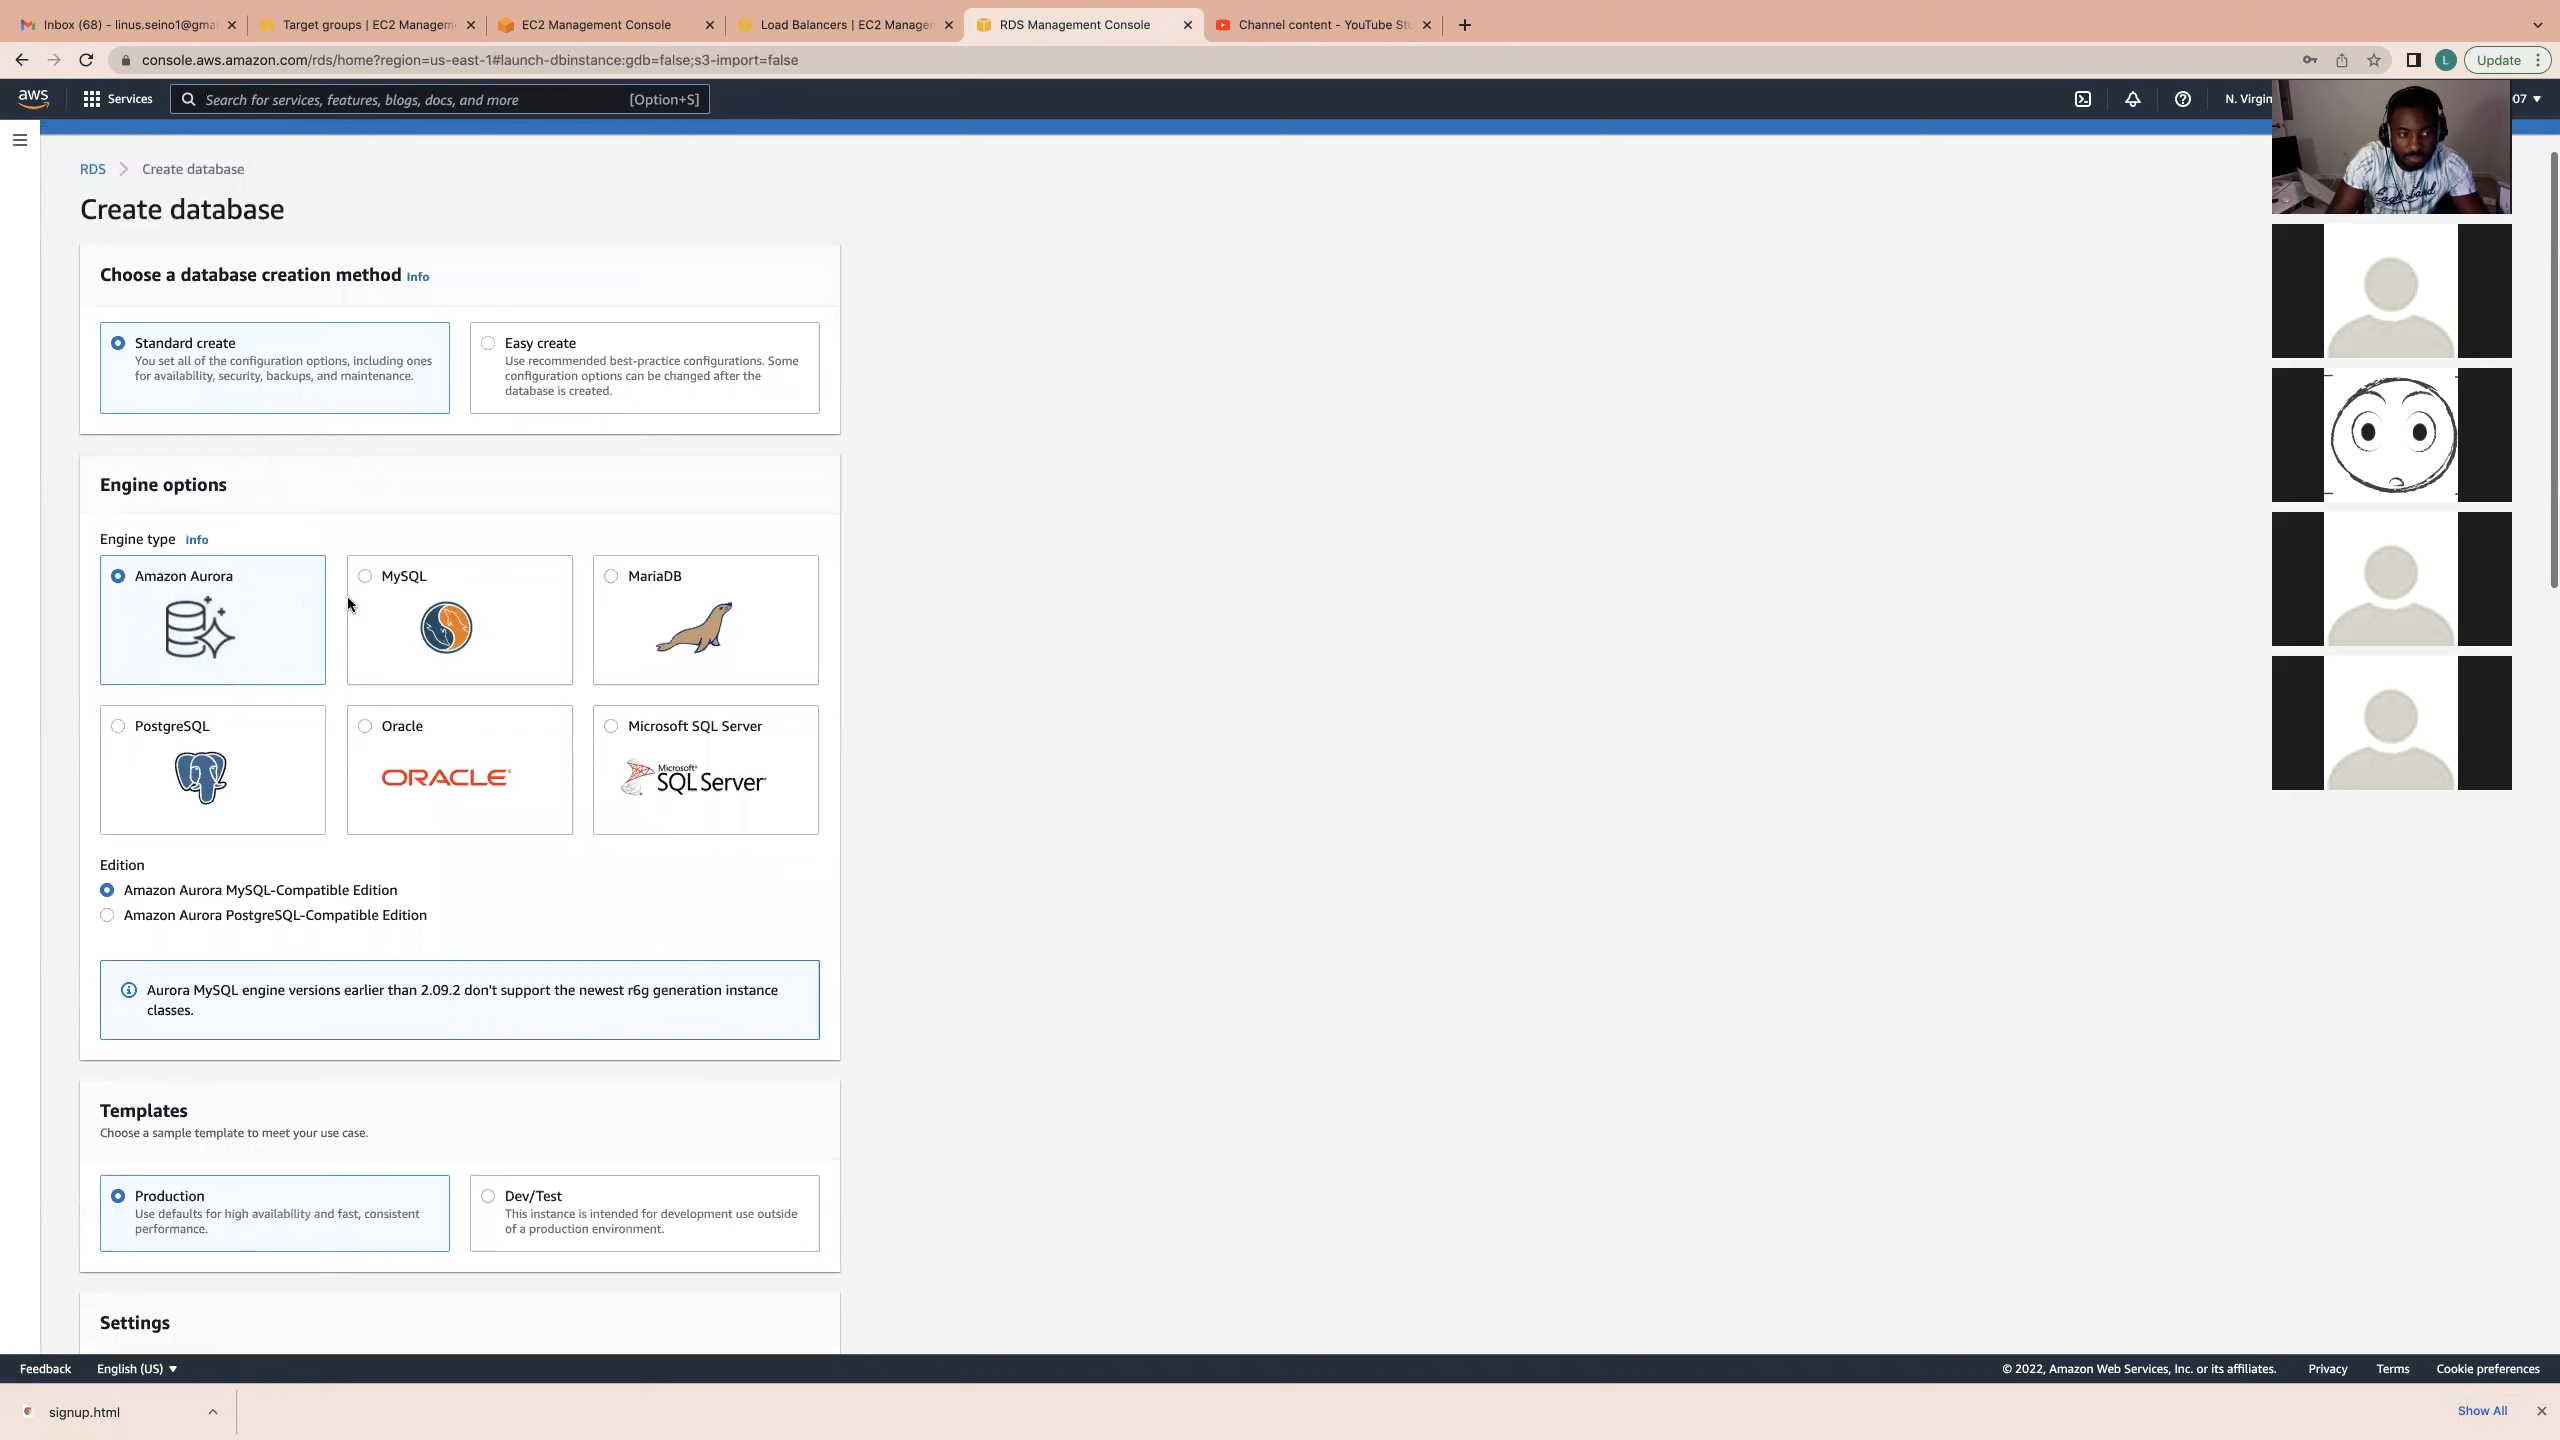 Inbox (68) - linus.seino1@gma
Target groups | EC2 Managem
EC2 Management Console
Load Balancers | EC2 Manage
RDS Management Console
Channel content - YouTube St
console.aws.amazon.com/rds/home?region=us-east-1#launch-dbinstance:gdb=false;s3-import=false
L
Update
aws
Services
Search for services, features, blogs, docs, and more
[Option+S]
N. Virgin
07
RDS
Create database
Create database
Choose a database creation method Info
Standard create
You set all of the configuration options, including ones
for availability, security, backups, and maintenance.
Easy create
Use recommended best-practice configurations. Some
configuration options can be changed after the
database is created.
Engine options
Engine type Info
Amazon Aurora
MySQL
MariaDB
PostgreSQL
Oracle
ORACLE
Microsoft SQL Server
Microsoft
SQL Server
Edition
Amazon Aurora MySQL-Compatible Edition
Amazon Aurora PostgreSQL-Compatible Edition
Aurora MySQL engine versions earlier than 2.09.2 don't support the newest r6g generation instance
classes.
Templates
Choose a sample template to meet your use case.
Production
Use defaults for high availability and fast, consistent
performance.
Dev/Test
This instance is intended for development use outside
of a production environment.
Settings
Feedback
English (US)
© 2022, Amazon Web Services, Inc. or its affiliates.
Privacy
Terms
Cookie preferences
signup.html
Show All